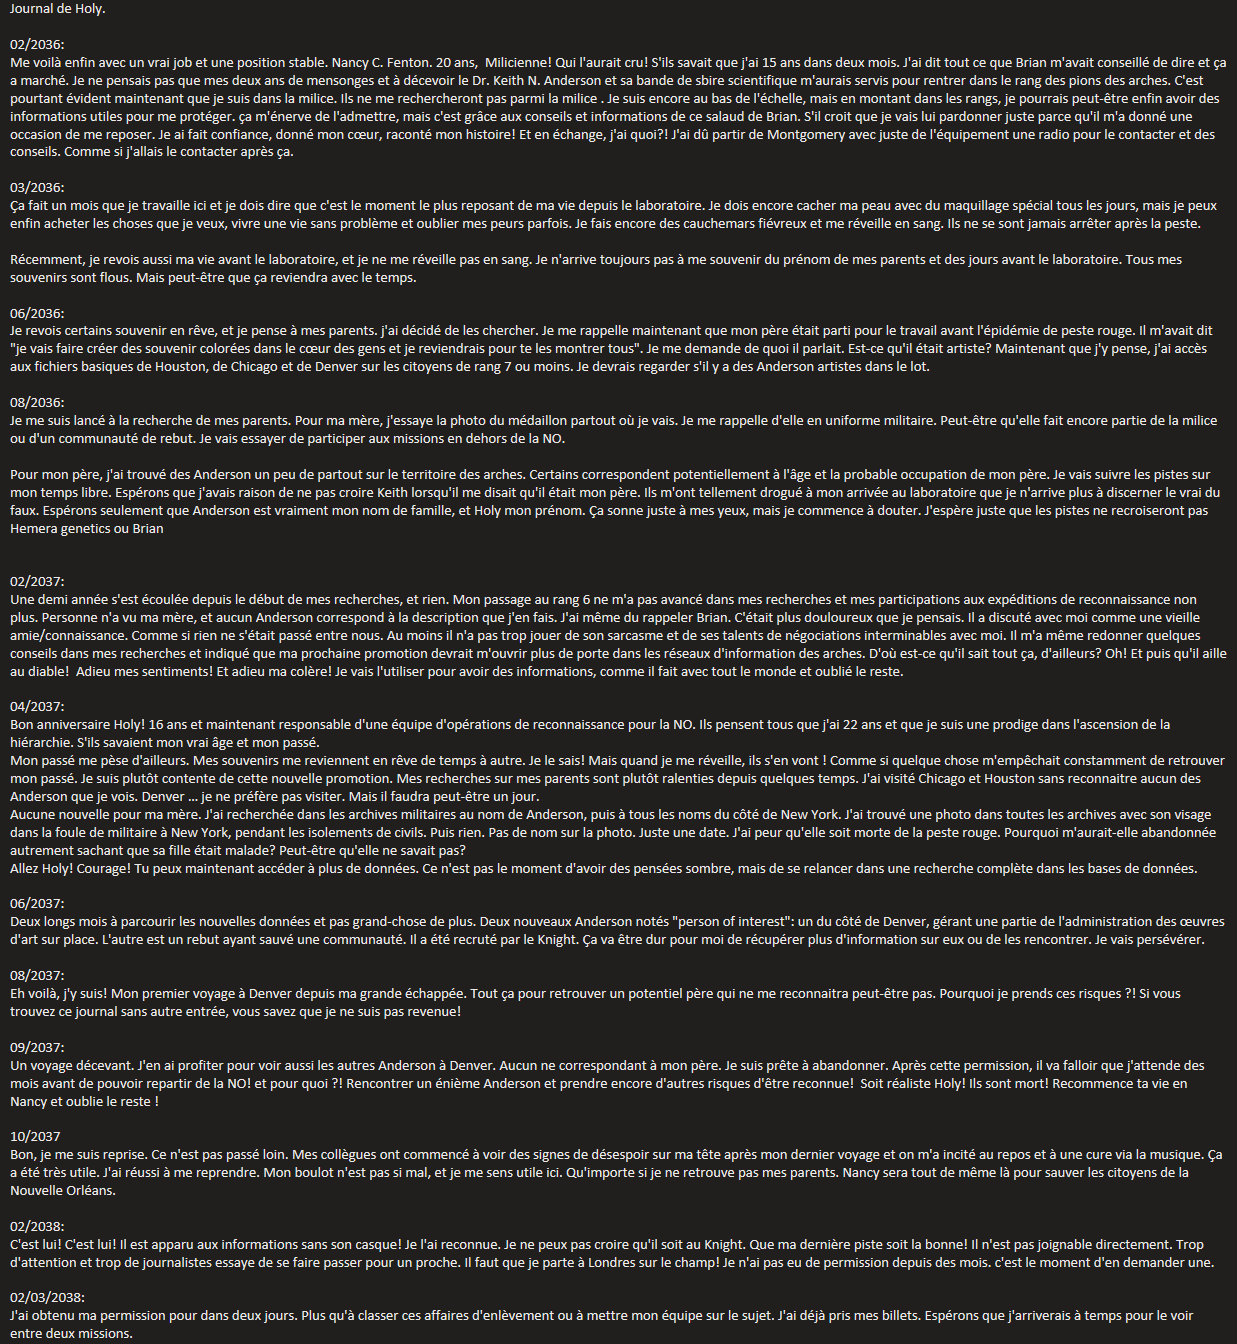 Journal de Holy.
02/2036:
Me voilà enfin avec un vrai job et une position stable. Nancy C. Fenton. 20 ans,  Milicienne! Qui l'aurait cru! S'ils savait que j'ai 15 ans dans deux mois. J'ai dit tout ce que Brian m'avait conseillé de dire et ça
a marché. Je ne pensais pas que mes deux ans de mensonges et à décevoir le Dr. Keith N. Anderson et sa bande de sbire scientifique m'aurais servis pour rentrer dans le rang des pions des arches. C'est
pourtant évident maintenant que je suis dans la milice. Ils ne me rechercheront pas parmi la milice . Je suis encore au bas de l'échelle, mais en montant dans les rangs, je pourrais peut-être enfin avoir des
informations utiles pour me protéger. ça m'énerve de l'admettre, mais c'est grâce aux conseils et informations de ce salaud de Brian. S'il croit que je vais lui pardonner juste parce qu'il m'a donné une
occasion de me reposer. Je ai fait confiance, donné mon cœur, raconté mon histoire! Et en échange, j'ai quoi?! J'ai dû partir de Montgomery avec juste de l'équipement une radio pour le contacter et des
conseils. Comme si j'allais le contacter après ça.
03/2036:
Ça fait un mois que je travaille ici et je dois dire que c'est le moment le plus reposant de ma vie depuis le laboratoire. Je dois encore cacher ma peau avec du maquillage spécial tous les jours, mais je peux
enfin acheter les choses que je veux, vivre une vie sans problème et oublier mes peurs parfois. Je fais encore des cauchemars fiévreux et me réveille en sang. Ils ne se sont jamais arrêter après la peste.
Récemment, je revois aussi ma vie avant le laboratoire, et je ne me réveille pas en sang. Je n'arrive toujours pas à me souvenir du prénom de mes parents et des jours avant le laboratoire. Tous mes
souvenirs sont flous. Mais peut-être que ça reviendra avec le temps.
06/2036:
Je revois certains souvenir en rêve, et je pense à mes parents. j'ai décidé de les chercher. Je me rappelle maintenant que mon père était parti pour le travail avant l'épidémie de peste rouge. Il m'avait dit
"je vais faire créer des souvenir colorées dans le cœur des gens et je reviendrais pour te les montrer tous". Je me demande de quoi il parlait. Est-ce qu'il était artiste? Maintenant que j'y pense, j'ai accès
aux fichiers basiques de Houston, de Chicago et de Denver sur les citoyens de rang 7 ou moins. Je devrais regarder s'il y a des Anderson artistes dans le lot.
08/2036:
Je me suis lancé à la recherche de mes parents. Pour ma mère, j'essaye la photo du médaillon partout où je vais. Je me rappelle d'elle en uniforme militaire. Peut-être qu'elle fait encore partie de la milice
ou d'un communauté de rebut. Je vais essayer de participer aux missions en dehors de la NO.
Pour mon père, j'ai trouvé des Anderson un peu de partout sur le territoire des arches. Certains correspondent potentiellement à l'âge et la probable occupation de mon père. Je vais suivre les pistes sur
mon temps libre. Espérons que j'avais raison de ne pas croire Keith lorsqu'il me disait qu'il était mon père. Ils m'ont tellement drogué à mon arrivée au laboratoire que je n'arrive plus à discerner le vrai du
faux. Espérons seulement que Anderson est vraiment mon nom de famille, et Holy mon prénom. Ça sonne juste à mes yeux, mais je commence à douter. J'espère juste que les pistes ne recroiseront pas
Hemera genetics ou Brian
02/2037:
Une demi année s'est écoulée depuis le début de mes recherches, et rien. Mon passage au rang 6 ne m'a pas avancé dans mes recherches et mes participations aux expéditions de reconnaissance non
plus. Personne n'a vu ma mère, et aucun Anderson correspond à la description que j'en fais. J'ai même du rappeler Brian. C'était plus douloureux que je pensais. Il a discuté avec moi comme une vieille
amie/connaissance. Comme si rien ne s'était passé entre nous. Au moins il n'a pas trop jouer de son sarcasme et de ses talents de négociations interminables avec moi. Il m'a même redonner quelques
conseils dans mes recherches et indiqué que ma prochaine promotion devrait m'ouvrir plus de porte dans les réseaux d'information des arches. D'où est-ce qu'il sait tout ça, d'ailleurs? Oh! Et puis qu'il aille
au diable!  Adieu mes sentiments! Et adieu ma colère! Je vais l'utiliser pour avoir des informations, comme il fait avec tout le monde et oublié le reste.
04/2037:
Bon anniversaire Holy! 16 ans et maintenant responsable d'une équipe d'opérations de reconnaissance pour la NO. Ils pensent tous que j'ai 22 ans et que je suis une prodige dans l'ascension de la
hiérarchie. S'ils savaient mon vrai âge et mon passé.
Mon passé me pèse d'ailleurs. Mes souvenirs me reviennent en rêve de temps à autre. Je le sais! Mais quand je me réveille, ils s'en vont ! Comme si quelque chose m'empêchait constamment de retrouver
mon passé. Je suis plutôt contente de cette nouvelle promotion. Mes recherches sur mes parents sont plutôt ralenties depuis quelques temps. J'ai visité Chicago et Houston sans reconnaitre aucun des
Anderson que je vois. Denver ... je ne préfère pas visiter. Mais il faudra peut-être un jour.
Aucune nouvelle pour ma mère. J'ai recherchée dans les archives militaires au nom de Anderson, puis à tous les noms du côté de New York. J'ai trouvé une photo dans toutes les archives avec son visage
dans la foule de militaire à New York, pendant les isolements de civils. Puis rien. Pas de nom sur la photo. Juste une date. J'ai peur qu'elle soit morte de la peste rouge. Pourquoi m'aurait-elle abandonnée
autrement sachant que sa fille était malade? Peut-être qu'elle ne savait pas?
Allez Holy! Courage! Tu peux maintenant accéder à plus de données. Ce n'est pas le moment d'avoir des pensées sombre, mais de se relancer dans une recherche complète dans les bases de données.
06/2037:
Deux longs mois à parcourir les nouvelles données et pas grand-chose de plus. Deux nouveaux Anderson notés "person of interest": un du côté de Denver, gérant une partie de l'administration des œuvres
d'art sur place. L'autre est un rebut ayant sauvé une communauté. Il a été recruté par le Knight. Ça va être dur pour moi de récupérer plus d'information sur eux ou de les rencontrer. Je vais persévérer.
08/2037:
Eh voilà, j'y suis! Mon premier voyage à Denver depuis ma grande échappée. Tout ça pour retrouver un potentiel père qui ne me reconnaitra peut-être pas. Pourquoi je prends ces risques ?! Si vous
trouvez ce journal sans autre entrée, vous savez que je ne suis pas revenue!
09/2037:
Un voyage décevant. J'en ai profiter pour voir aussi les autres Anderson à Denver. Aucun ne correspondant à mon père. Je suis prête à abandonner. Après cette permission, il va falloir que j'attende des
mois avant de pouvoir repartir de la NO! et pour quoi ?! Rencontrer un énième Anderson et prendre encore d'autres risques d'être reconnue!  Soit réaliste Holy! Ils sont mort! Recommence ta vie en
Nancy et oublie le reste !
10/2037
Bon, je me suis reprise. Ce n'est pas passé loin. Mes collègues ont commencé à voir des signes de désespoir sur ma tête après mon dernier voyage et on m'a incité au repos et à une cure via la musique. Ça
a été très utile. J'ai réussi à me reprendre. Mon boulot n'est pas si mal, et je me sens utile ici. Qu'importe si je ne retrouve pas mes parents. Nancy sera tout de même là pour sauver les citoyens de la
Nouvelle Orléans.
02/2038:
C'est lui! C'est lui! Il est apparu aux informations sans son casque! Je l'ai reconnue. Je ne peux pas croire qu'il soit au Knight. Que ma dernière piste soit la bonne! Il n'est pas joignable directement. Trop
d'attention et trop de journalistes essaye de se faire passer pour un proche. Il faut que je parte à Londres sur le champ! Je n'ai pas eu de permission depuis des mois. c'est le moment d'en demander une.
02/03/2038:
J'ai obtenu ma permission pour dans deux jours. Plus qu'à classer ces affaires d'enlèvement ou à mettre mon équipe sur le sujet. J'ai déjà pris mes billets. Espérons que j'arriverais à temps pour le voir
entre deux missions.